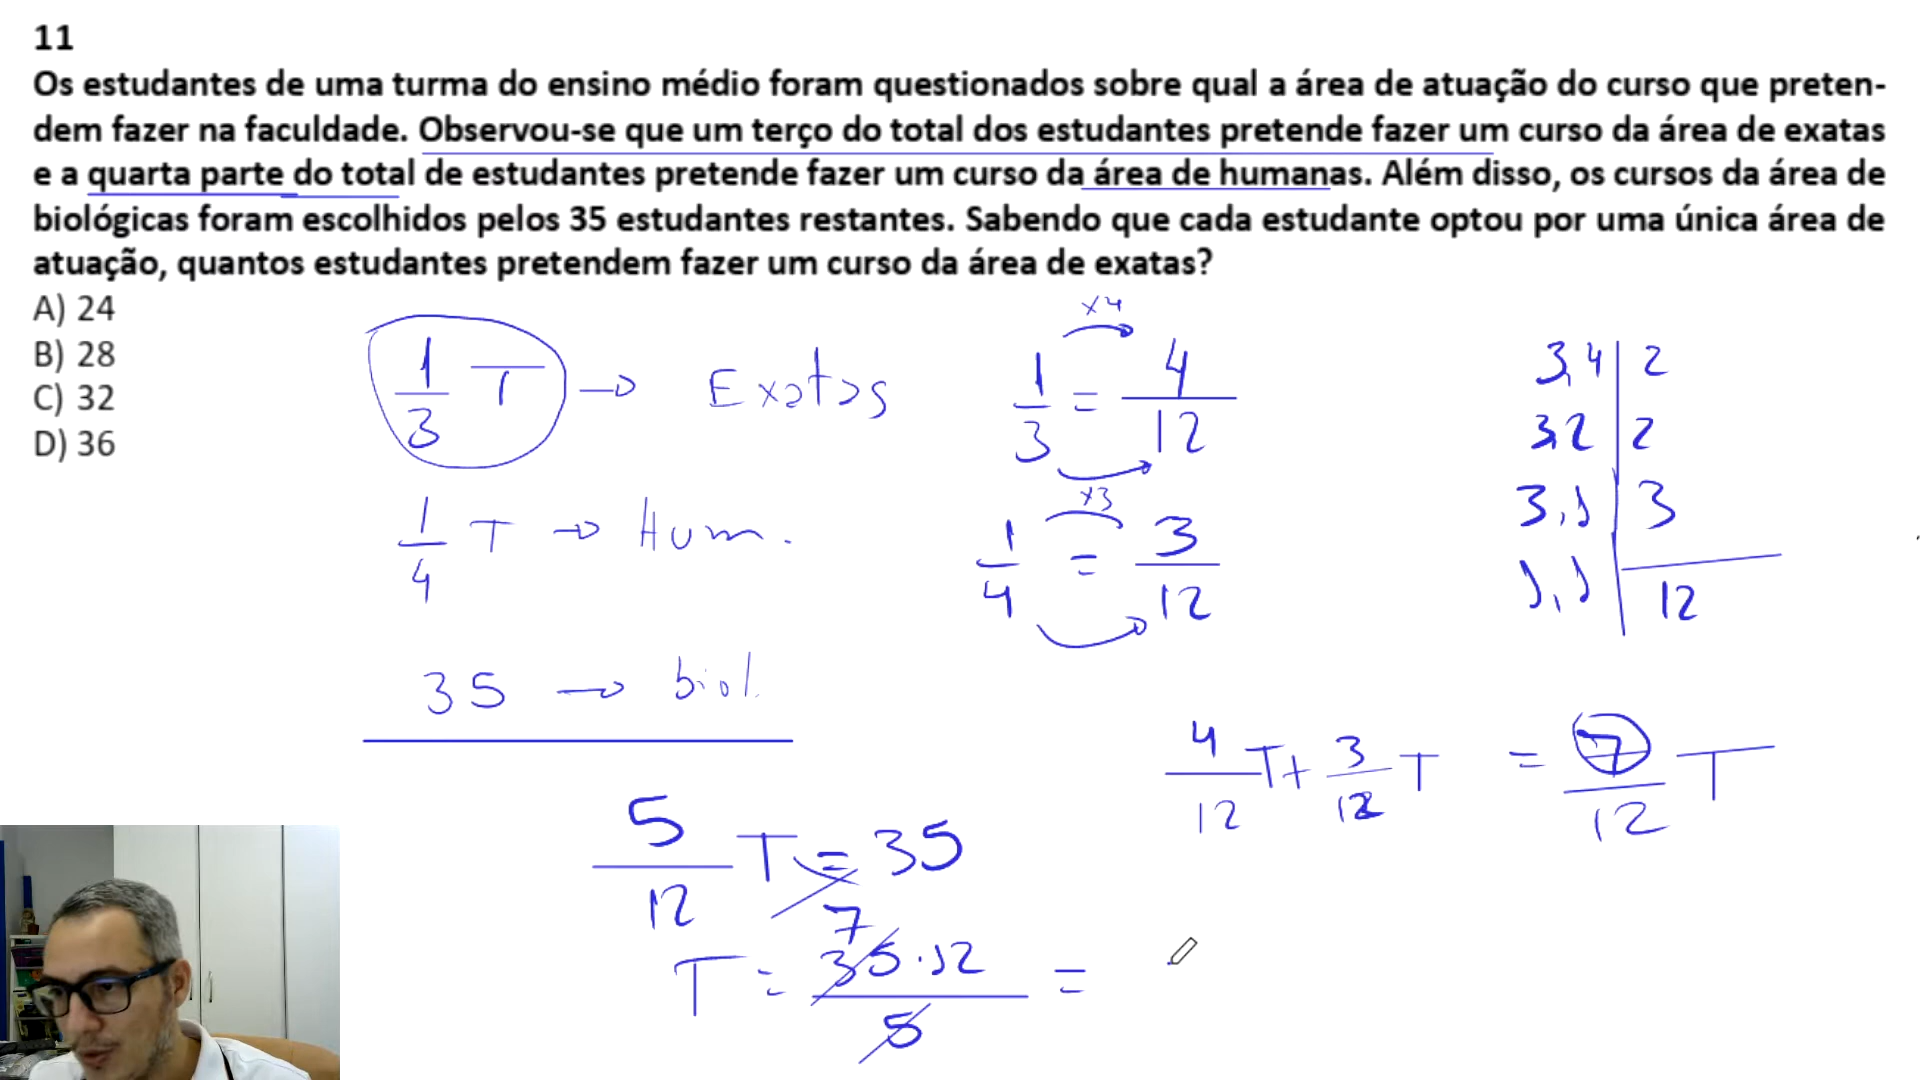 11
Os estudantes de uma turma do ensino médio foram questionados sobre qual a área de atuação do curso que preten-
dem fazer na faculdade. Observou-se que um terço do total dos estudantes pretende fazer um curso da área de exatas
e a quarta parte do total de estudantes pretende fazer um curso da área de humanas. Além disso, os cursos da área de
biológicas foram escolhidos pelos 35 estudantes restantes. Sabendo que cada estudante optou por uma única área de
atuação, quantos estudantes pretendem fazer um curso da área de exatas?
A) 24
B) 28
C) 32
D) 36
1/3 T → Exatas
1/4 T → Hum.
35 → biol.
x4
1/3 = 4/12
x3
1/4 = 3/12
3,4 | 2
3,2 | 2
3,1 | 3
1,1 | 12
4/12 T + 3/12 T = 7/12 T
5/12 T = 35
7
T = 35.12/5 =